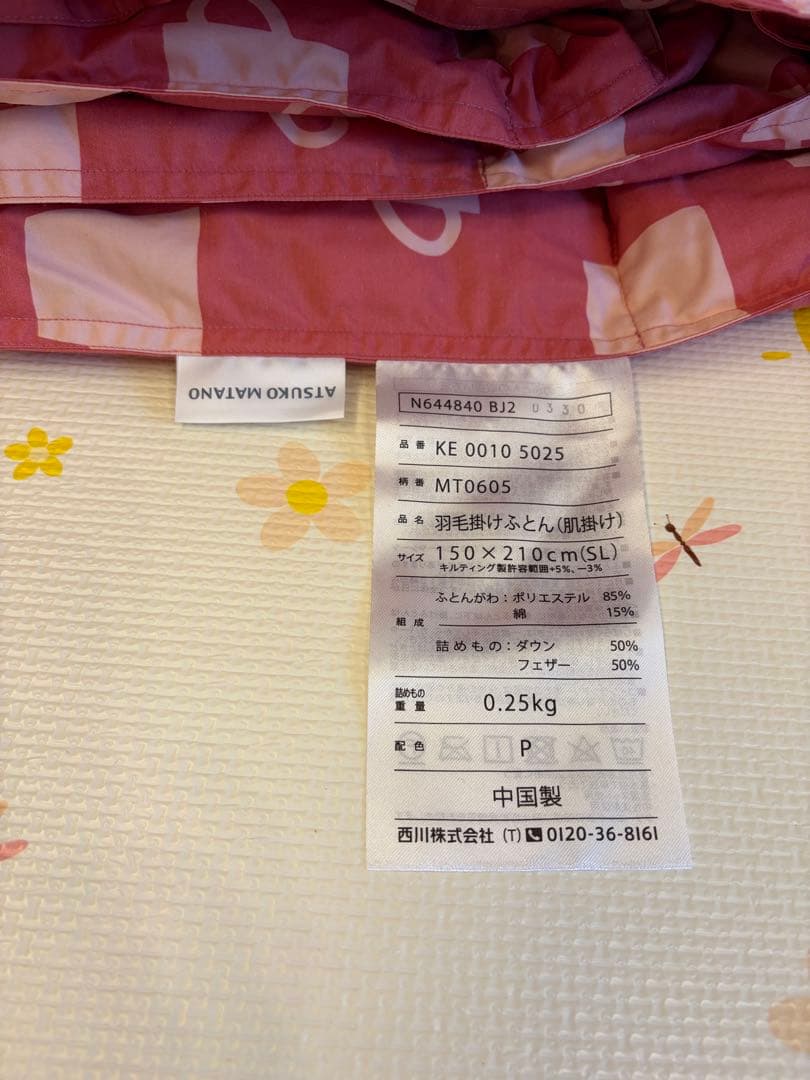 ATSUKO MATANO
N644840 BJ2 U330
品番 KE 0010 5025
柄番 MT0605
品名 羽毛掛けふとん(肌掛け)
サイズ 150×210cm(SL)
キルティング製許容範囲+5%、−3%
組成 ふとんがわ:ポリエステル 85%
綿 15%
詰めもの:ダウン 50%
フェザー 50%
詰めもの重量 0.25kg
配色 P
中国製
西川株式会社 (T) 0120-36-8161